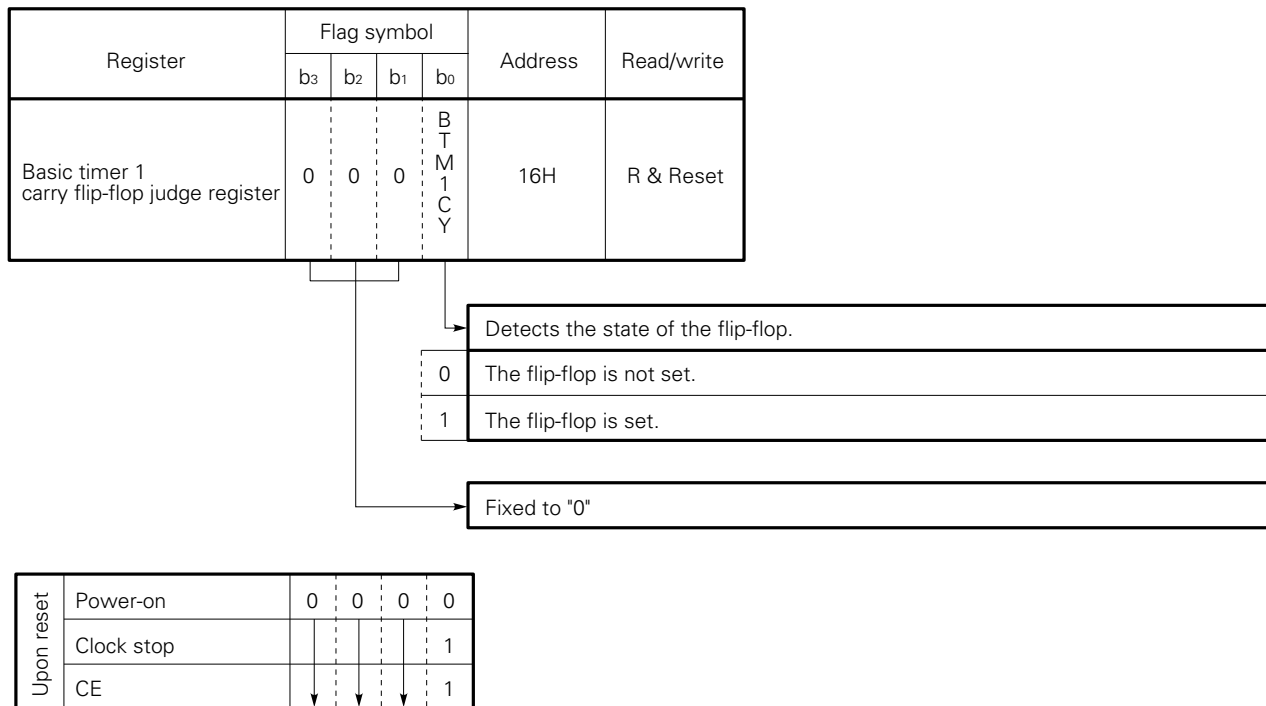 Register
Flag symbol
Address
Read/write
b3 b2 b1 b0
Basic timer 1
carry flip-flop judge register
0 0 0
B
T
M
1
C
Y
16H
R & Reset
Detects the state of the flip-flop.
0 The flip-flop is not set.
1 The flip-flop is set.
Fixed to "0"
Upon reset
Power-on 0 0 0 0
Clock stop 1
CE 1